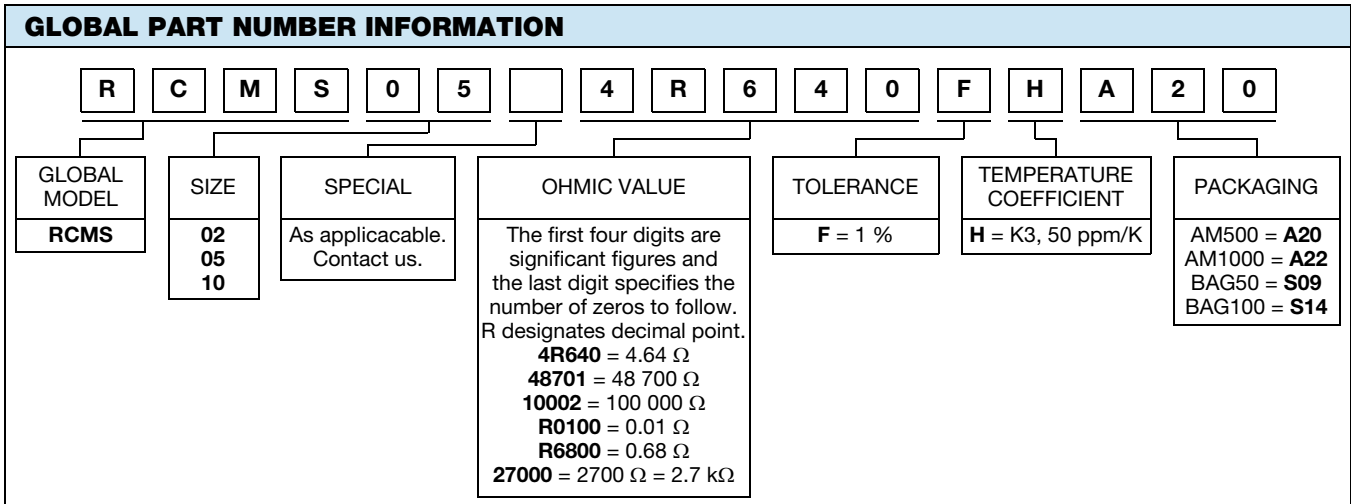 GLOBAL PART NUMBER INFORMATION
R C M S 0 5 4 R 6 4 0 F H A 2 0
GLOBAL
MODEL
RCMS
SIZE
02
05
10
SPECIAL
As applicacable.
Contact us.
OHMIC VALUE
The first four digits are
significant figures and
the last digit specifies the
number of zeros to follow.
R designates decimal point.
4R640 = 4.64 Ω
48701 = 48 700 Ω
10002 = 100 000 Ω
R0100 = 0.01 Ω
R6800 = 0.68 Ω
27000 = 2700 Ω = 2.7 kΩ
TOLERANCE
F = 1 %
TEMPERATURE
COEFFICIENT
H = K3, 50 ppm/K
PACKAGING
AM500 = A20
AM1000 = A22
BAG50 = S09
BAG100 = S14